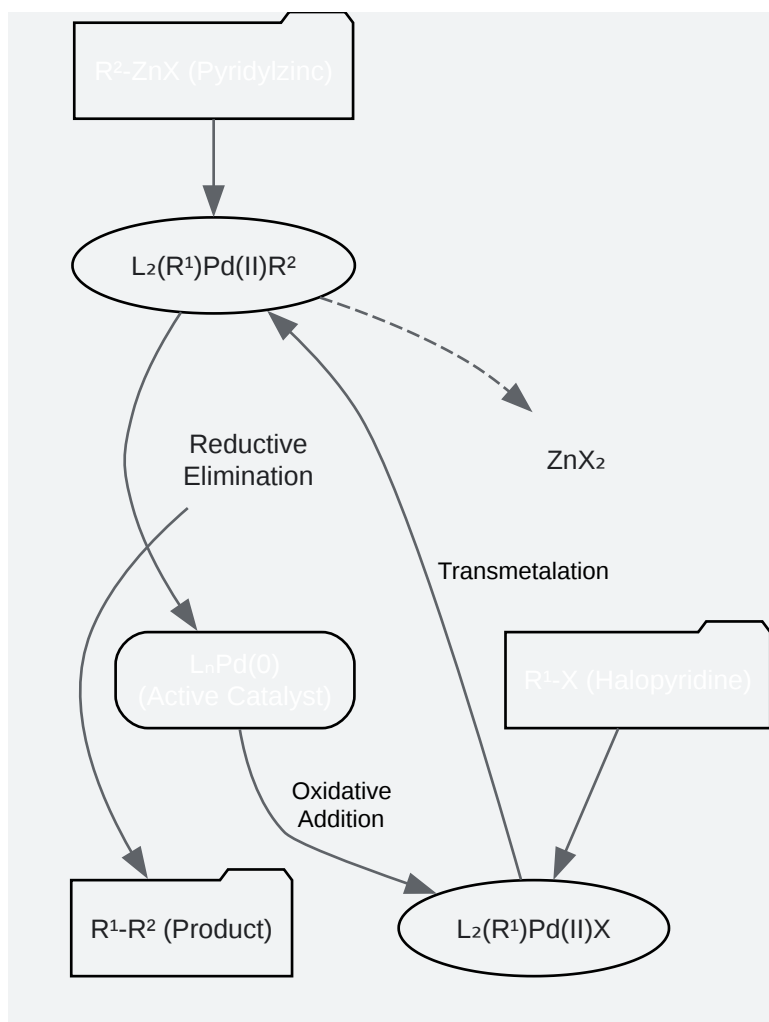 R²-ZnX (Pyridylzinc)
L₂(R¹)Pd(II)R²
Reductive
Elimination
ZnX₂
Transmetalation
LₙPd(0)
(Active Catalyst)
R¹-X (Halopyridine)
Oxidative
Addition
R¹-R² (Product)
L₂(R¹)Pd(II)X